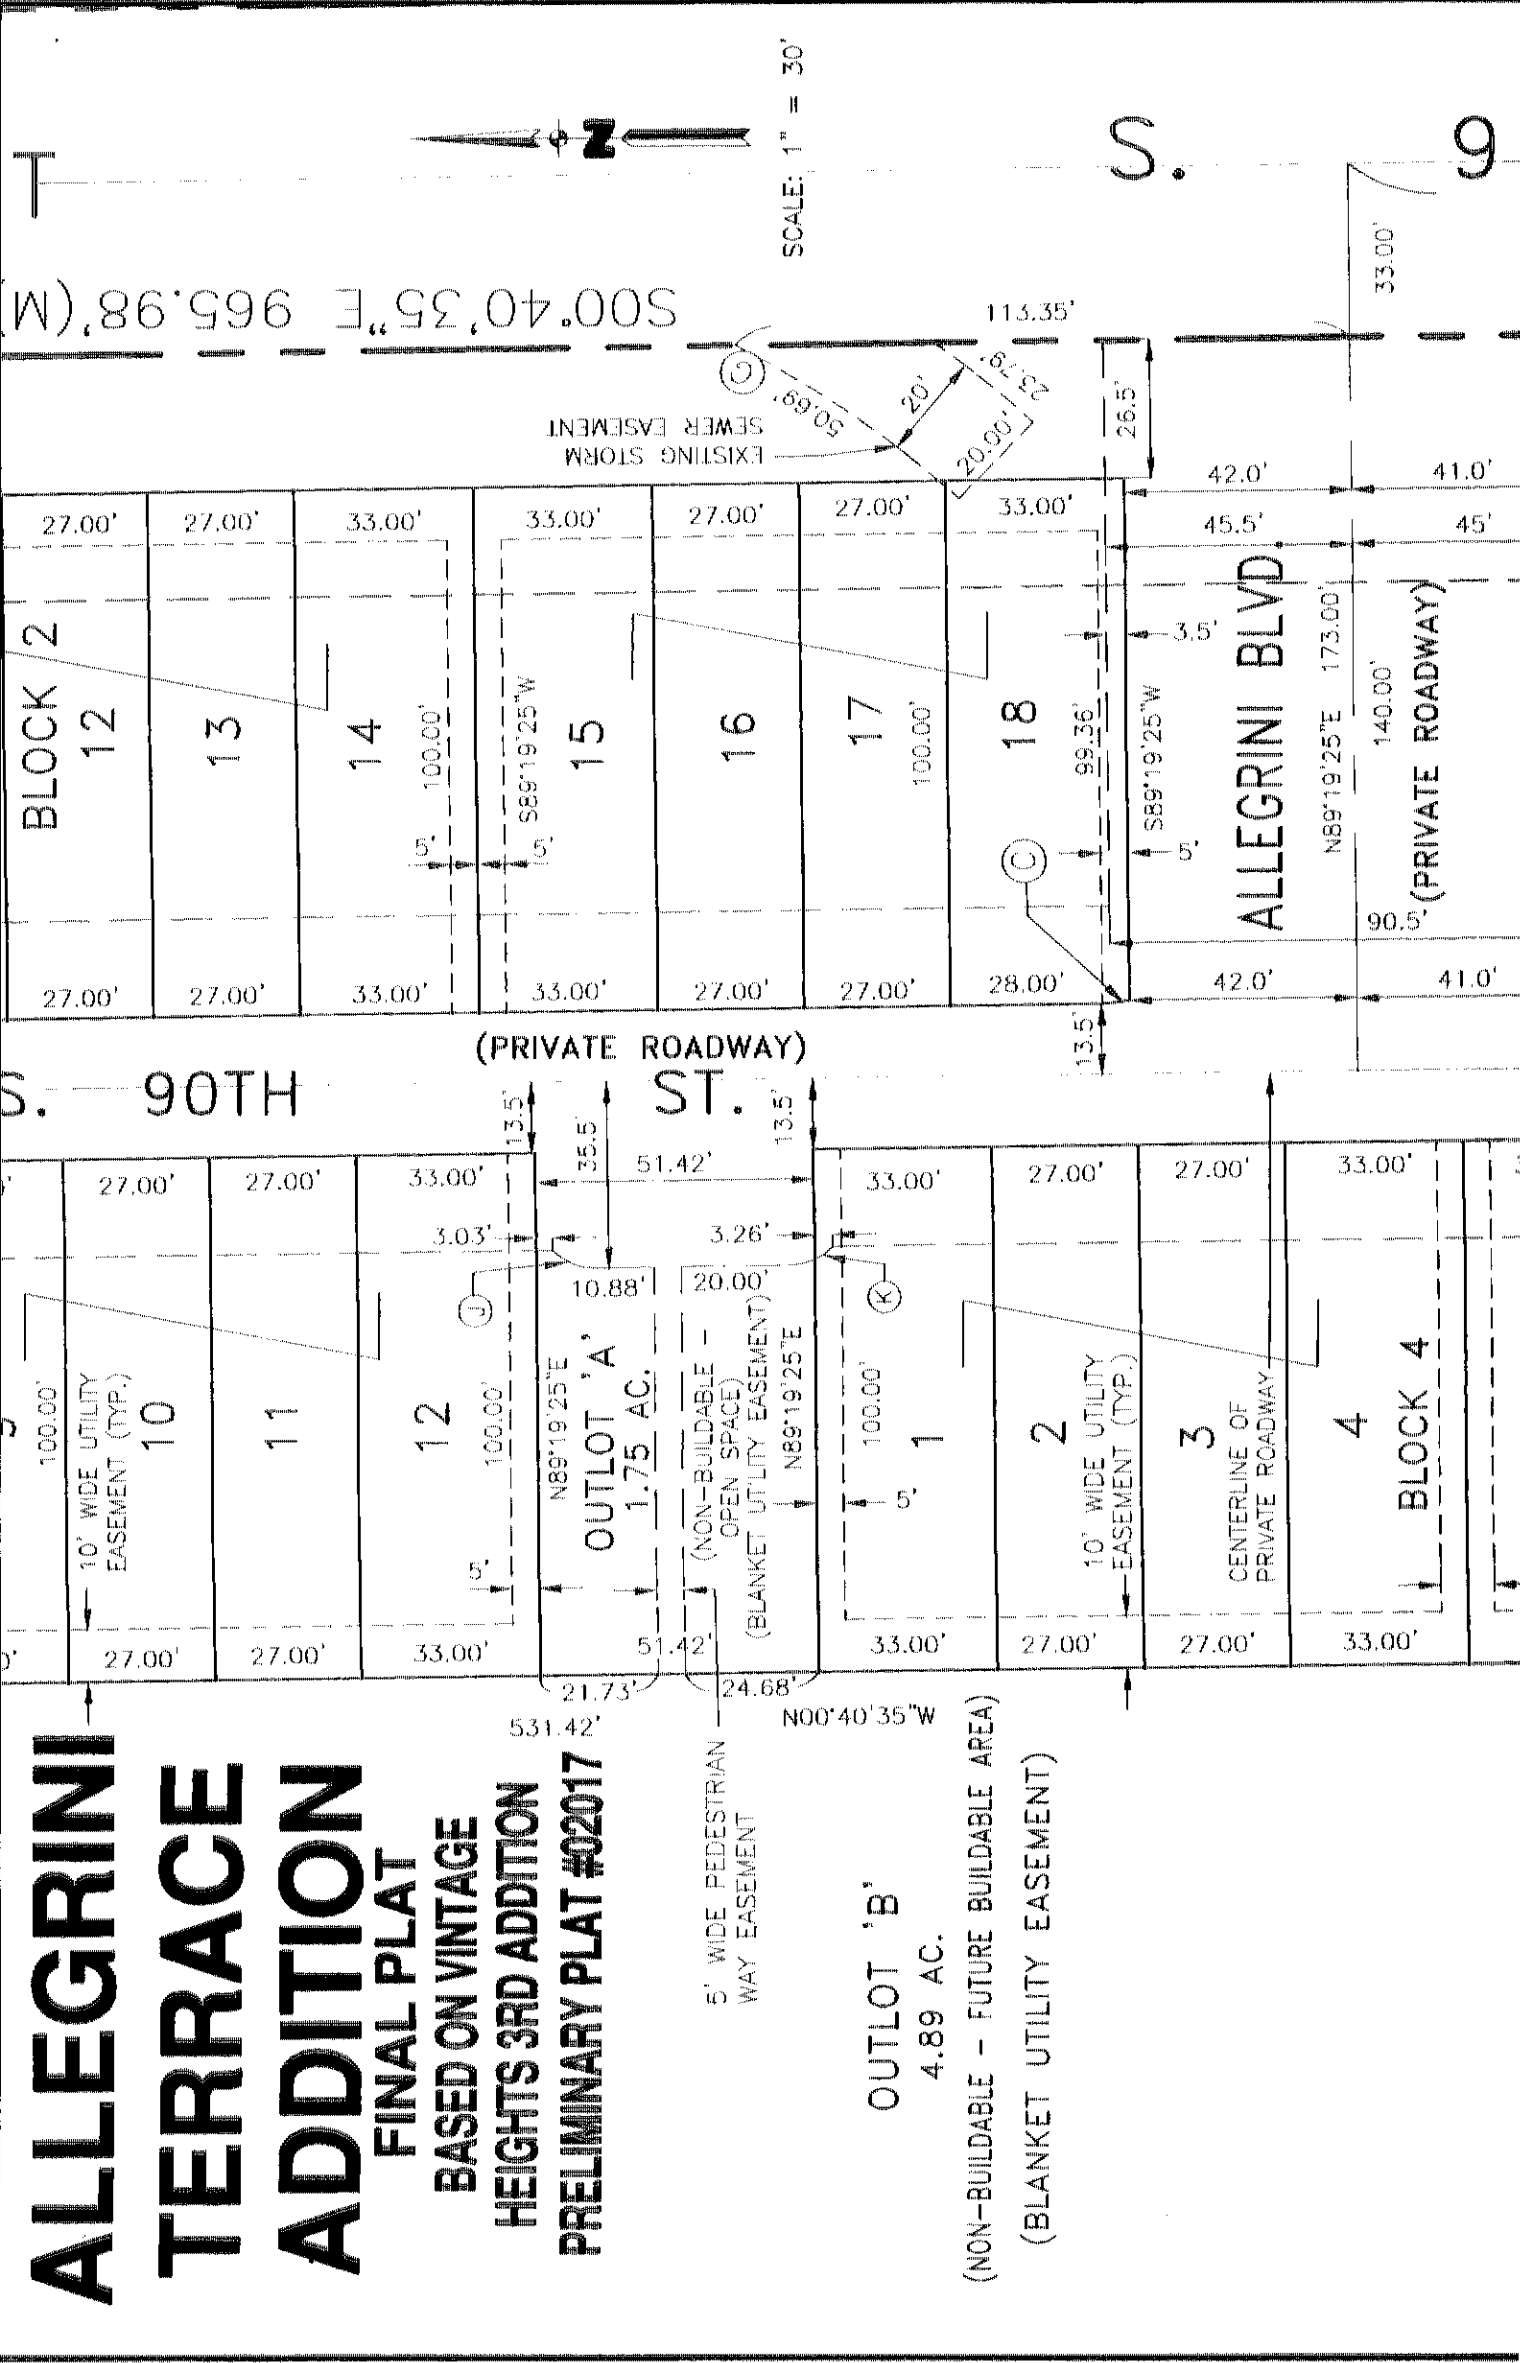 T
S. 9
SCALE: 1" = 30'
S00°40'35"E 965.98'(M)
113.35'
33.00'
EXISTING STORM
SEWER EASEMENT
G
50.69'
20'
23.79'
20.00'
26.5'
42.0'
41.0'
45.5'
45'
27.00'
27.00'
33.00'
33.00'
27.00'
27.00'
33.00'
BLOCK 2
12
13
14
15
16
17
18
100.00'
S89°19'25"W
100.00'
99.36'
3.5'
S89°19'25"W
5'
5'
5'
C
ALLEGRINI BLVD.
N89°19'25"E 173.00'
140.00'
(PRIVATE ROADWAY)
90.5'
27.00'
27.00'
33.00'
33.00'
27.00'
27.00'
28.00'
42.0'
41.0'
13.5'
(PRIVATE ROADWAY)
S. 90TH ST.
13.5'
35.5'
13.5'
27.00'
27.00'
33.00'
51.42'
33.00'
27.00'
27.00'
33.00'
3.03'
3.26'
J
10.88'
20.00'
K
100.00'
10' WIDE UTILITY
EASEMENT (TYP.)
10
11
12
100.00'
5'
N89°19'25"E
OUTLOT 'A'
1.75 AC.
(NON-BUILDABLE -
OPEN SPACE)
(BLANKET UTILITY EASEMENT)
N89°19'25"E
100.00'
5'
1
2
10' WIDE UTILITY
EASEMENT (TYP.)
3
CENTERLINE OF
PRIVATE ROADWAY
4
BLOCK 4
27.00'
27.00'
33.00'
51.42'
33.00'
27.00'
27.00'
33.00'
21.73'
24.68'
531.42'
N00°40'35"W
ALLEGRINI
TERRACE
ADDITION
FINAL PLAT
BASED ON VINTAGE
HEIGHTS 3RD ADDITION
PRELIMINARY PLAT #02017
5' WIDE PEDESTRIAN
WAY EASEMENT
OUTLOT 'B'
4.89 AC.
(NON-BUILDABLE - FUTURE BUILDABLE AREA)
(BLANKET UTILITY EASEMENT)